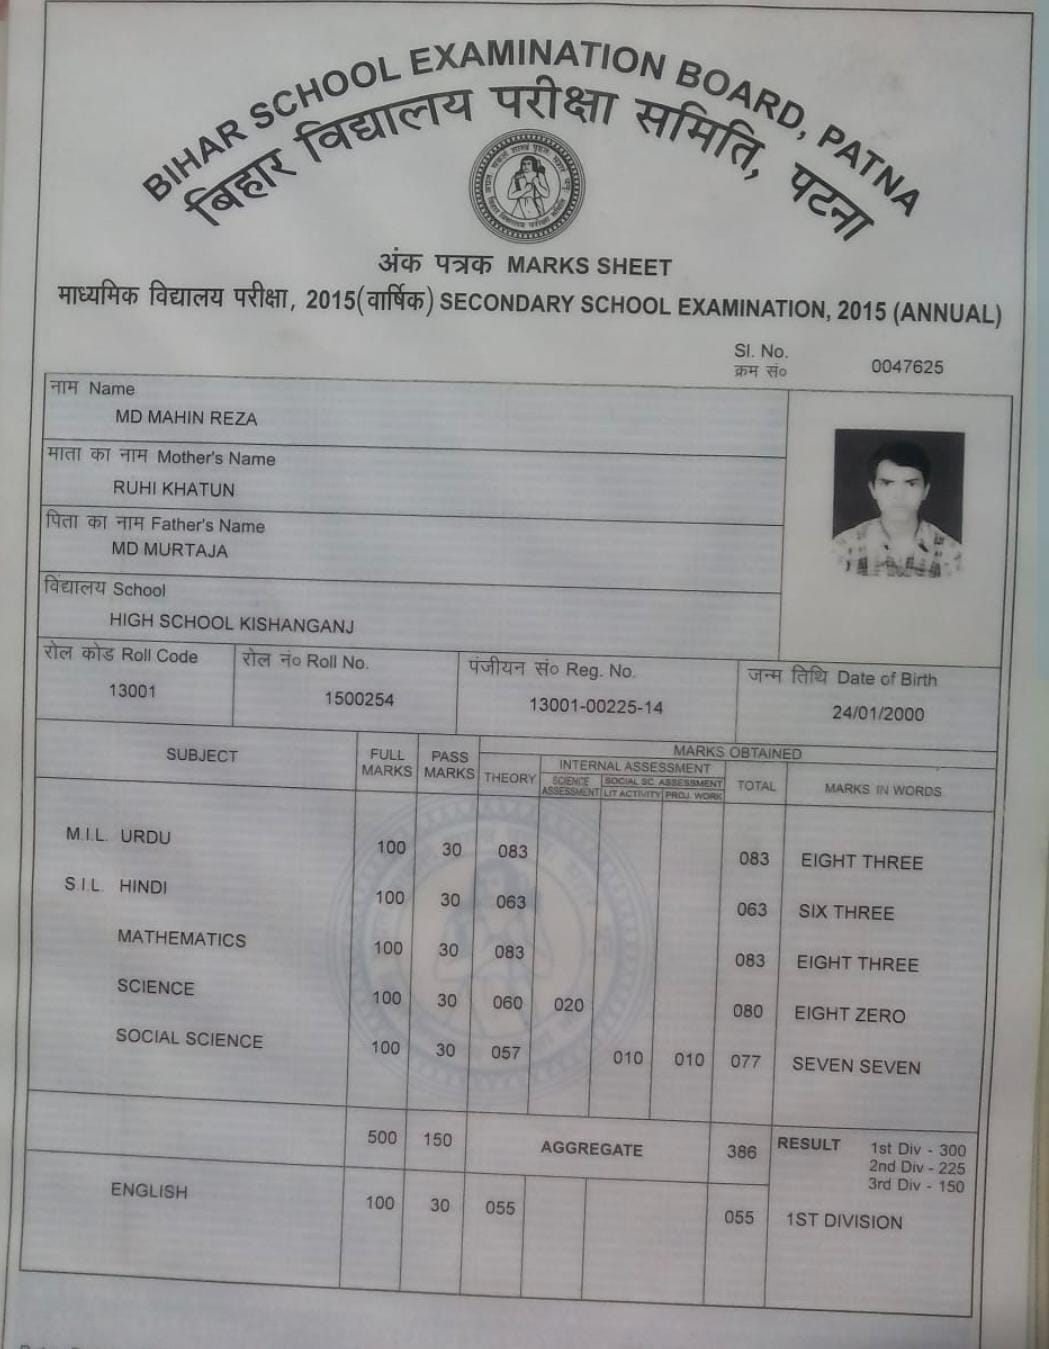 BIHAR SCHOOL EXAMINATION BOARD, PATNA
बिहार विद्यालय परीक्षा समिति, पटना
अंक पत्रक MARKS SHEET
माध्यमिक विद्यालय परीक्षा, 2015(वार्षिक) SECONDARY SCHOOL EXAMINATION, 2015 (ANNUAL)
Sl. No.
क्रम सं० 0047625
नाम Name
MD MAHIN REZA
माता का नाम Mother's Name
RUHI KHATUN
पिता का नाम Father's Name
MD MURTAJA
विद्यालय School
HIGH SCHOOL KISHANGANJ
रोल कोड Roll Code रोल नं० Roll No. पंजीयन सं० Reg. No. जन्म तिथि Date of Birth
13001 1500254 13001-00225-14 24/01/2000
SUBJECT FULL MARKS PASS MARKS MARKS OBTAINED
THEORY INTERNAL ASSESSMENT TOTAL MARKS IN WORDS
SCIENCE ASSESSMENT SOCIAL SC. ASSESSMENT
LIT ACTIVITY PROJ. WORK
M.I.L. URDU 100 30 083 083 EIGHT THREE
S.I.L. HINDI 100 30 063 063 SIX THREE
MATHEMATICS 100 30 083 083 EIGHT THREE
SCIENCE 100 30 060 020 080 EIGHT ZERO
SOCIAL SCIENCE 100 30 057 010 010 077 SEVEN SEVEN
500 150 AGGREGATE 386 RESULT 1st Div - 300
2nd Div - 225
3rd Div - 150
ENGLISH 100 30 055 055 1ST DIVISION